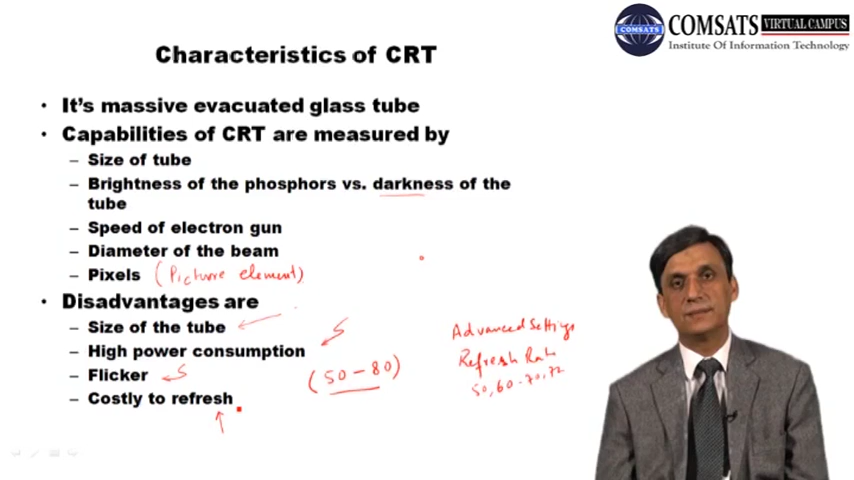 COMSATS
COMSATS VIRTUAL CAMPUS
Institute Of Information Technology
Characteristics of CRT
• It's massive evacuated glass tube
• Capabilities of CRT are measured by
– Size of tube
– Brightness of the phosphors vs. darkness of the
tube
– Speed of electron gun
– Diameter of the beam
– Pixels (Picture element)
• Disadvantages are
– Size of the tube
– High power consumption
– Flicker
– Costly to refresh
(50-80)
Advanced Settings
Refresh Rate
50, 60-70, 72